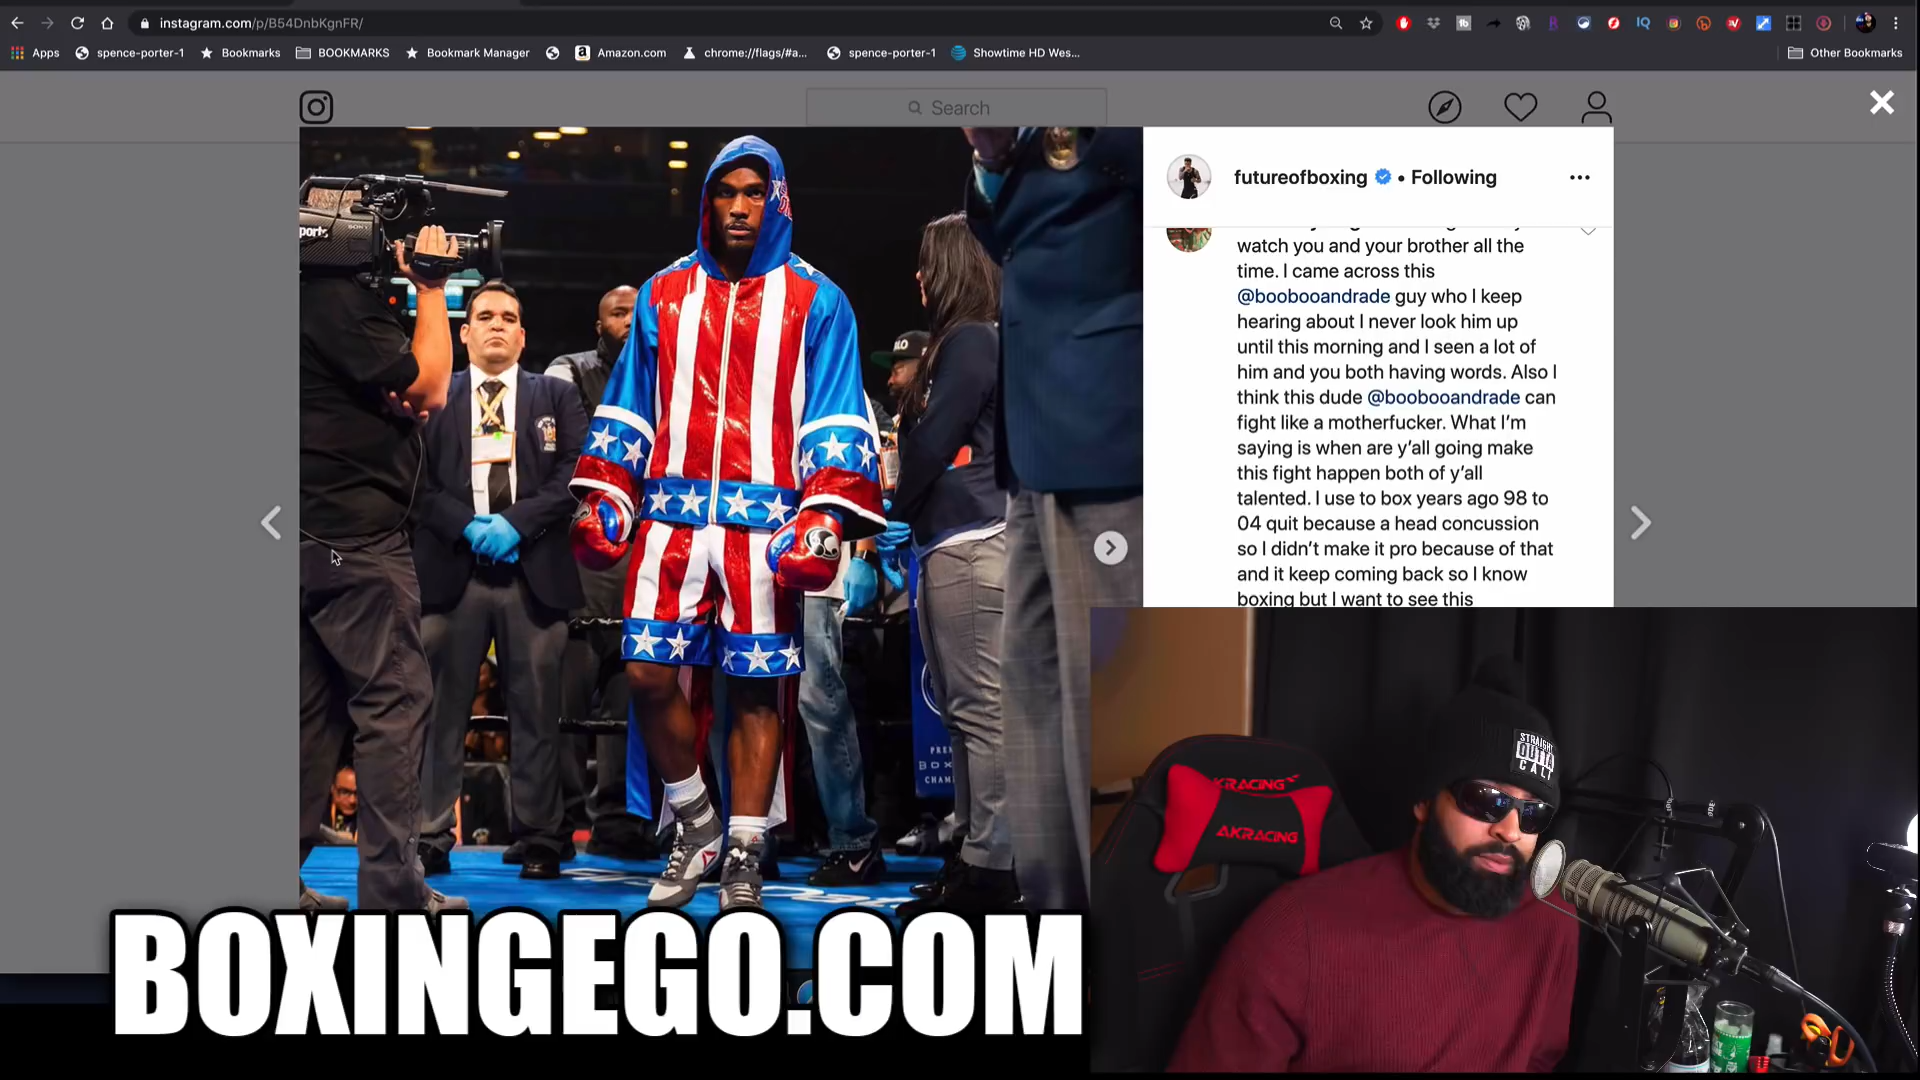 instagram.com/p/B54DnbKgnFR/
Apps spence-porter-1 Bookmarks BOOKMARKS Bookmark Manager Amazon.com chrome://flags/#a... spence-porter-1 Showtime HD Wes... Other Bookmarks
Search
futureofboxing • Following
watch you and your brother all the
time. I came across this
@boobooandrade guy who I keep
hearing about I never look him up
until this morning and I seen a lot of
him and you both having words. Also I
think this dude @boobooandrade can
fight like a motherfucker. What I'm
saying is when are y'all going make
this fight happen both of y'all
talented. I use to box years ago 98 to
04 quit because a head concussion
so I didn't make it pro because of that
and it keep coming back so I know
boxing but I want to see this
ports
SONY
STRAIGHT
OUTTA
CALI
AKRACING
BOXINGEGO.COM